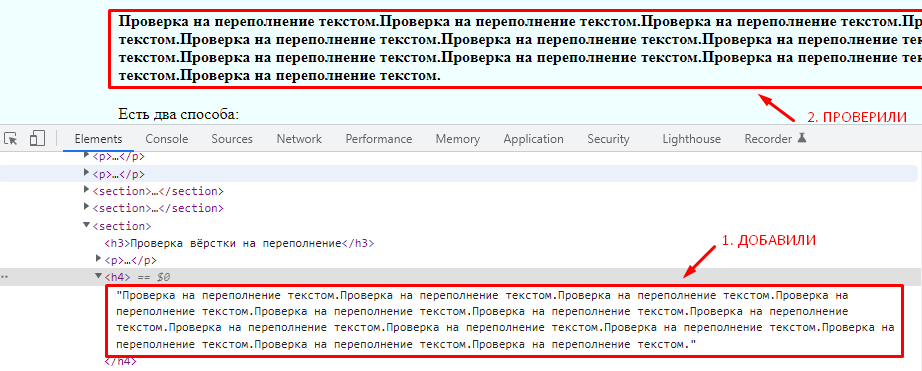 Проверка на переполнение текстом.Проверка на переполнение текстом.Проверка на переполнение текстом.П
текстом.Проверка на переполнение текстом.Проверка на переполнение текстом.Проверка на переполнение
текстом.Проверка на переполнение текстом.Проверка на переполнение текстом.Проверка на переполнение
текстом.Проверка на переполнение текстом.
Есть два способа:
2. ПРОВЕРИЛИ
Elements Console Sources Network Performance Memory Application Security Lighthouse Recorder
<p>…</p>
<p>…</p>
<section>…</section>
<section>…</section>
<section>
<h3>Проверка вёрстки на переполнение</h3>
1. ДОБАВИЛИ
<p>…</p>
<h4> == $0
"Проверка на переполнение текстом.Проверка на переполнение текстом.Проверка на переполнение текстом.Проверка на
переполнение текстом.Проверка на переполнение текстом.Проверка на переполнение текстом.Проверка на переполнение
текстом.Проверка на переполнение текстом.Проверка на переполнение текстом.Проверка на переполнение текстом.Проверка на
переполнение текстом.Проверка на переполнение текстом.Проверка на переполнение текстом."
</h4>